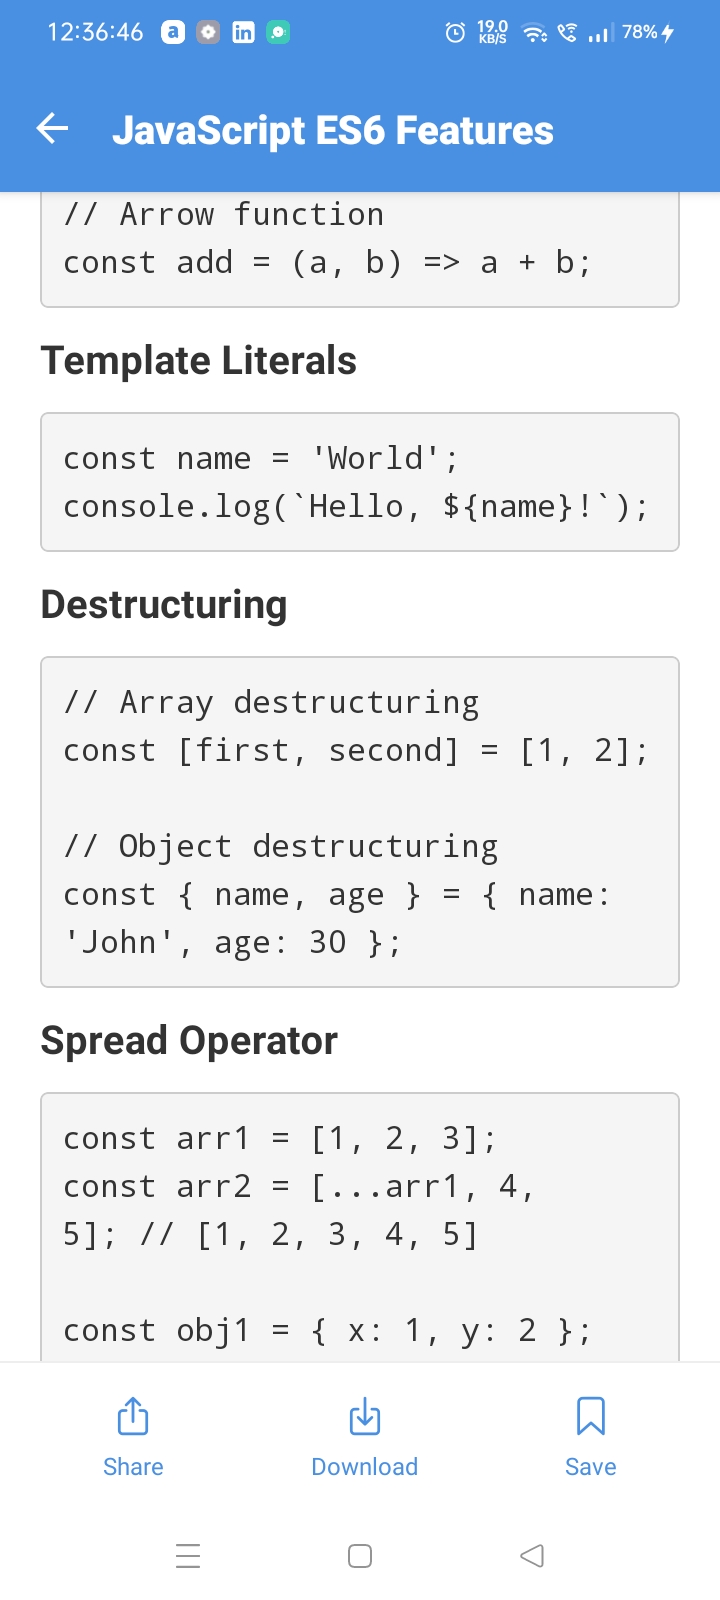 12:36:46 a in 19.0 KB/S 78%
JavaScript ES6 Features
// Arrow function
const add = (a, b) => a + b;
Template Literals
const name = 'World';
console.log(`Hello, ${name}!`);
Destructuring
// Array destructuring
const [first, second] = [1, 2];
// Object destructuring
const { name, age } = { name:
'John', age: 30 };
Spread Operator
const arr1 = [1, 2, 3];
const arr2 = [...arr1, 4,
5]; // [1, 2, 3, 4, 5]
const obj1 = { x: 1, y: 2 };
Share Download Save